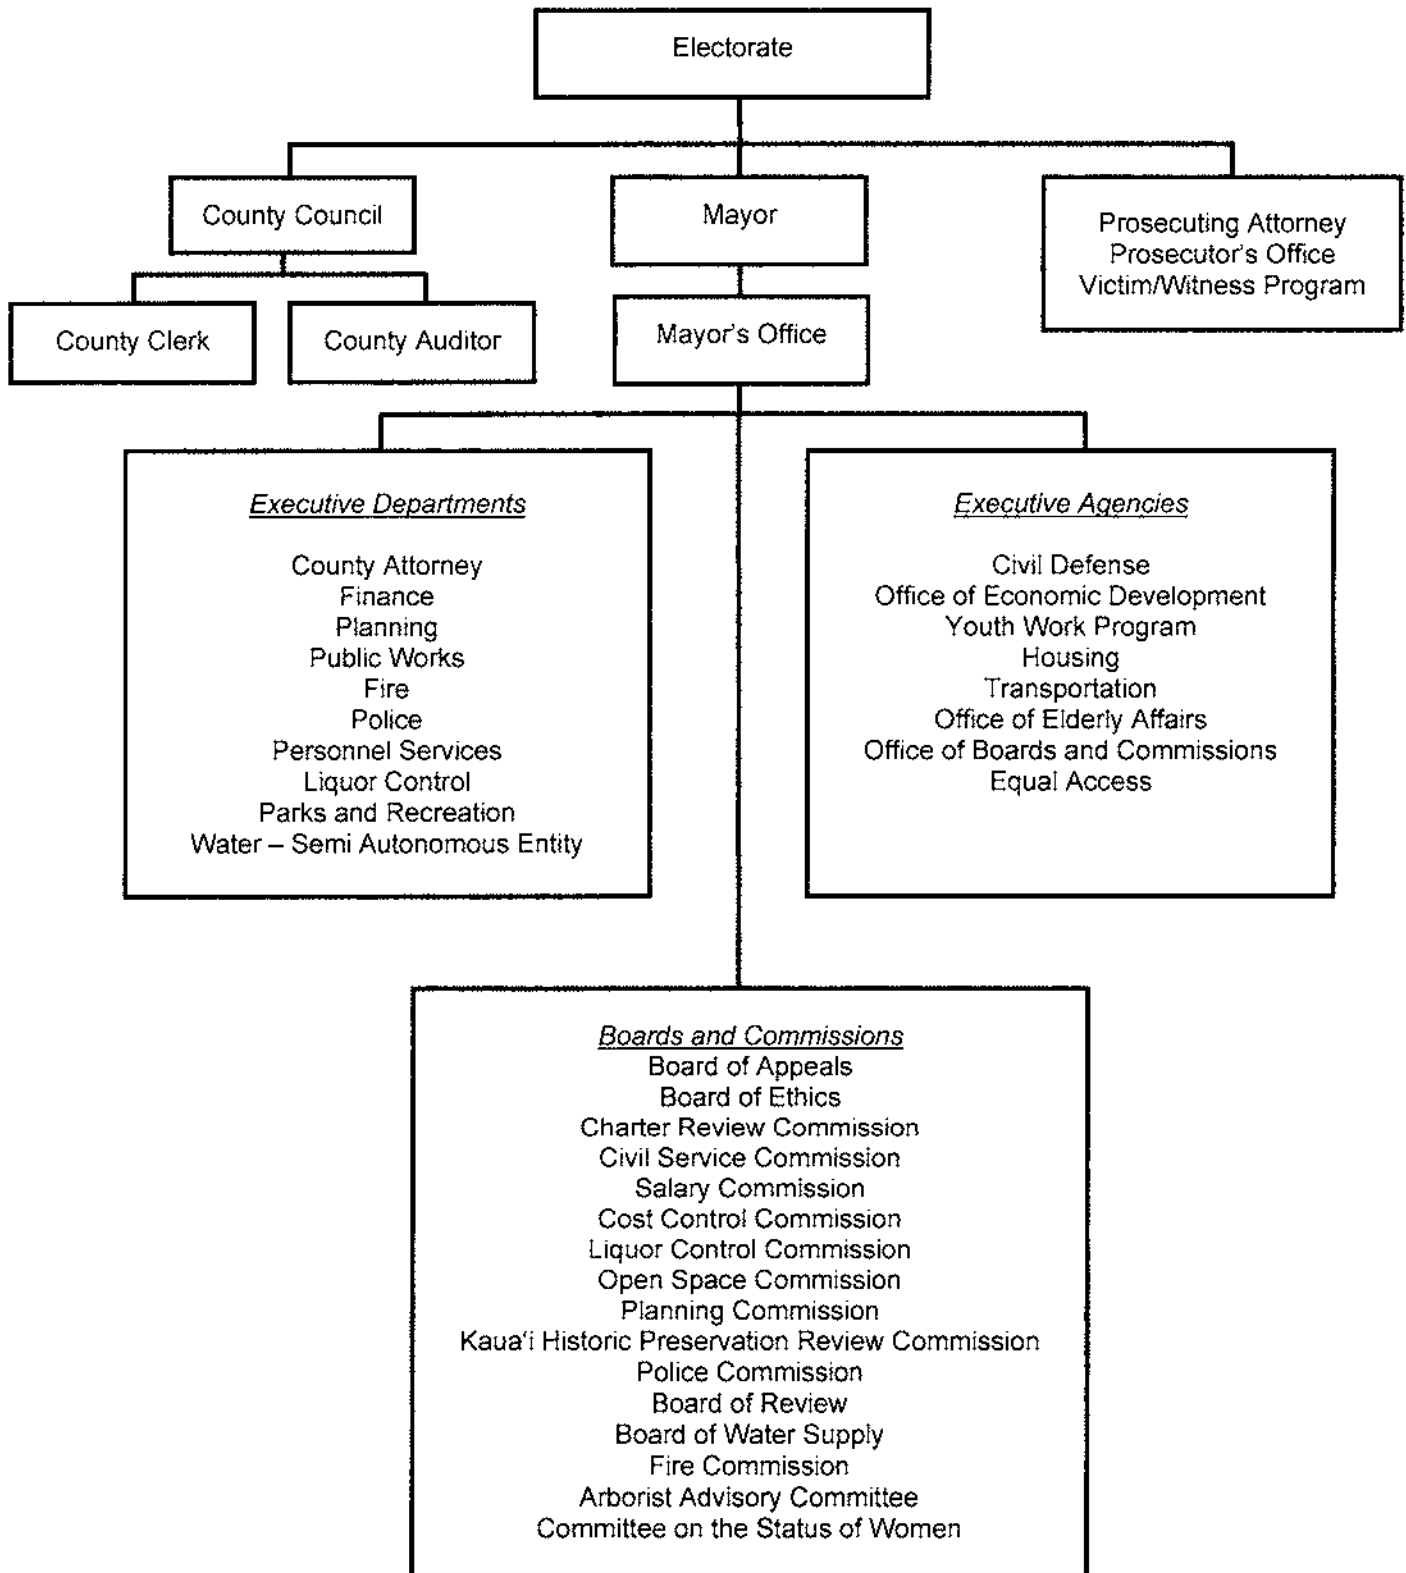 Electorate
County Council
Mayor
Prosecuting Attorney
Prosecutor's Office
Victim/Witness Program
County Clerk
County Auditor
Mayor's Office
Executive Departments
County Attorney
Finance
Planning
Public Works
Fire
Police
Personnel Services
Liquor Control
Parks and Recreation
Water – Semi Autonomous Entity
Executive Agencies
Civil Defense
Office of Economic Development
Youth Work Program
Housing
Transportation
Office of Elderly Affairs
Office of Boards and Commissions
Equal Access
Boards and Commissions
Board of Appeals
Board of Ethics
Charter Review Commission
Civil Service Commission
Salary Commission
Cost Control Commission
Liquor Control Commission
Open Space Commission
Planning Commission
Kaua‘i Historic Preservation Review Commission
Police Commission
Board of Review
Board of Water Supply
Fire Commission
Arborist Advisory Committee
Committee on the Status of Women